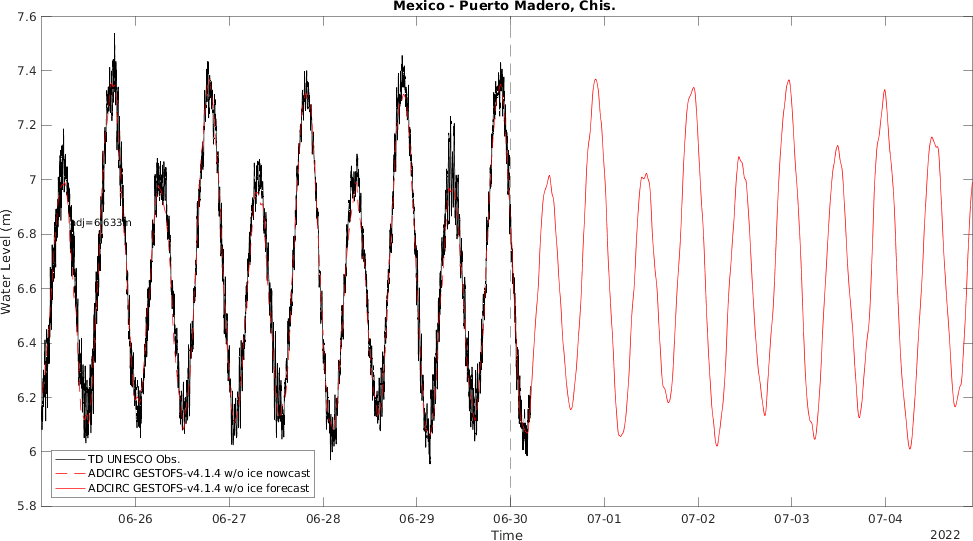 Mexico - Puerto Madero, Chis.
7.6
7.4
7.2
7
6.8
6.6
6.4
6.2
6
5.8
Water Level (m)
adj=6.633m
TD UNESCO Obs.
ADCIRC GESTOFS-v4.1.4 w/o ice nowcast
ADCIRC GESTOFS-v4.1.4 w/o ice forecast
06-26 06-27 06-28 06-29 06-30 07-01 07-02 07-03 07-04
Time
2022